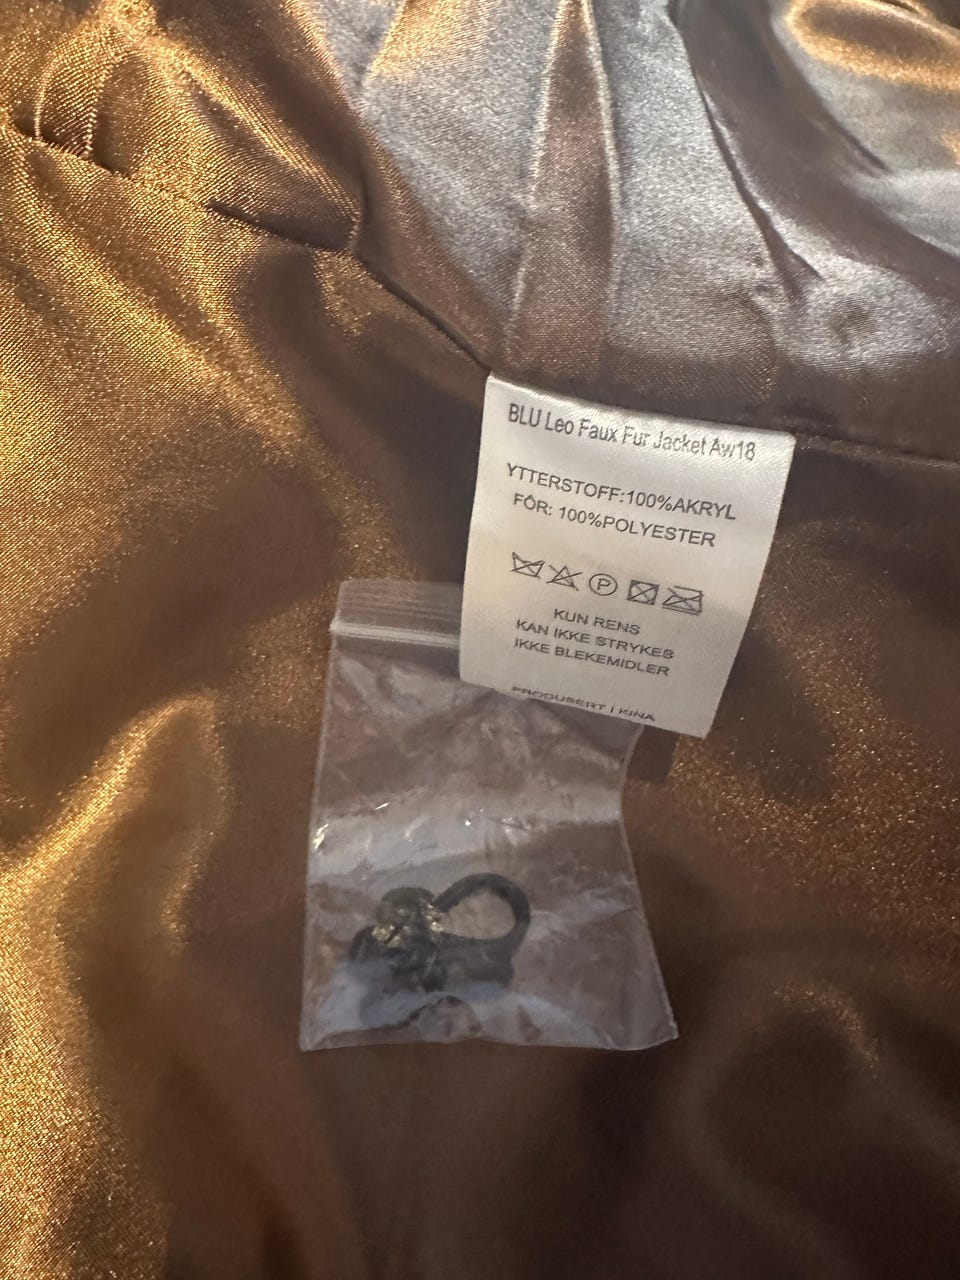 BLU Leo Faux Fur Jacket Aw18
YTTERSTOFF:100%AKRYL
FÔR: 100%POLYESTER
P
KUN RENS
KAN IKKE STRYKES
IKKE BLEKEMIDLER
PRODUSERT I KINA